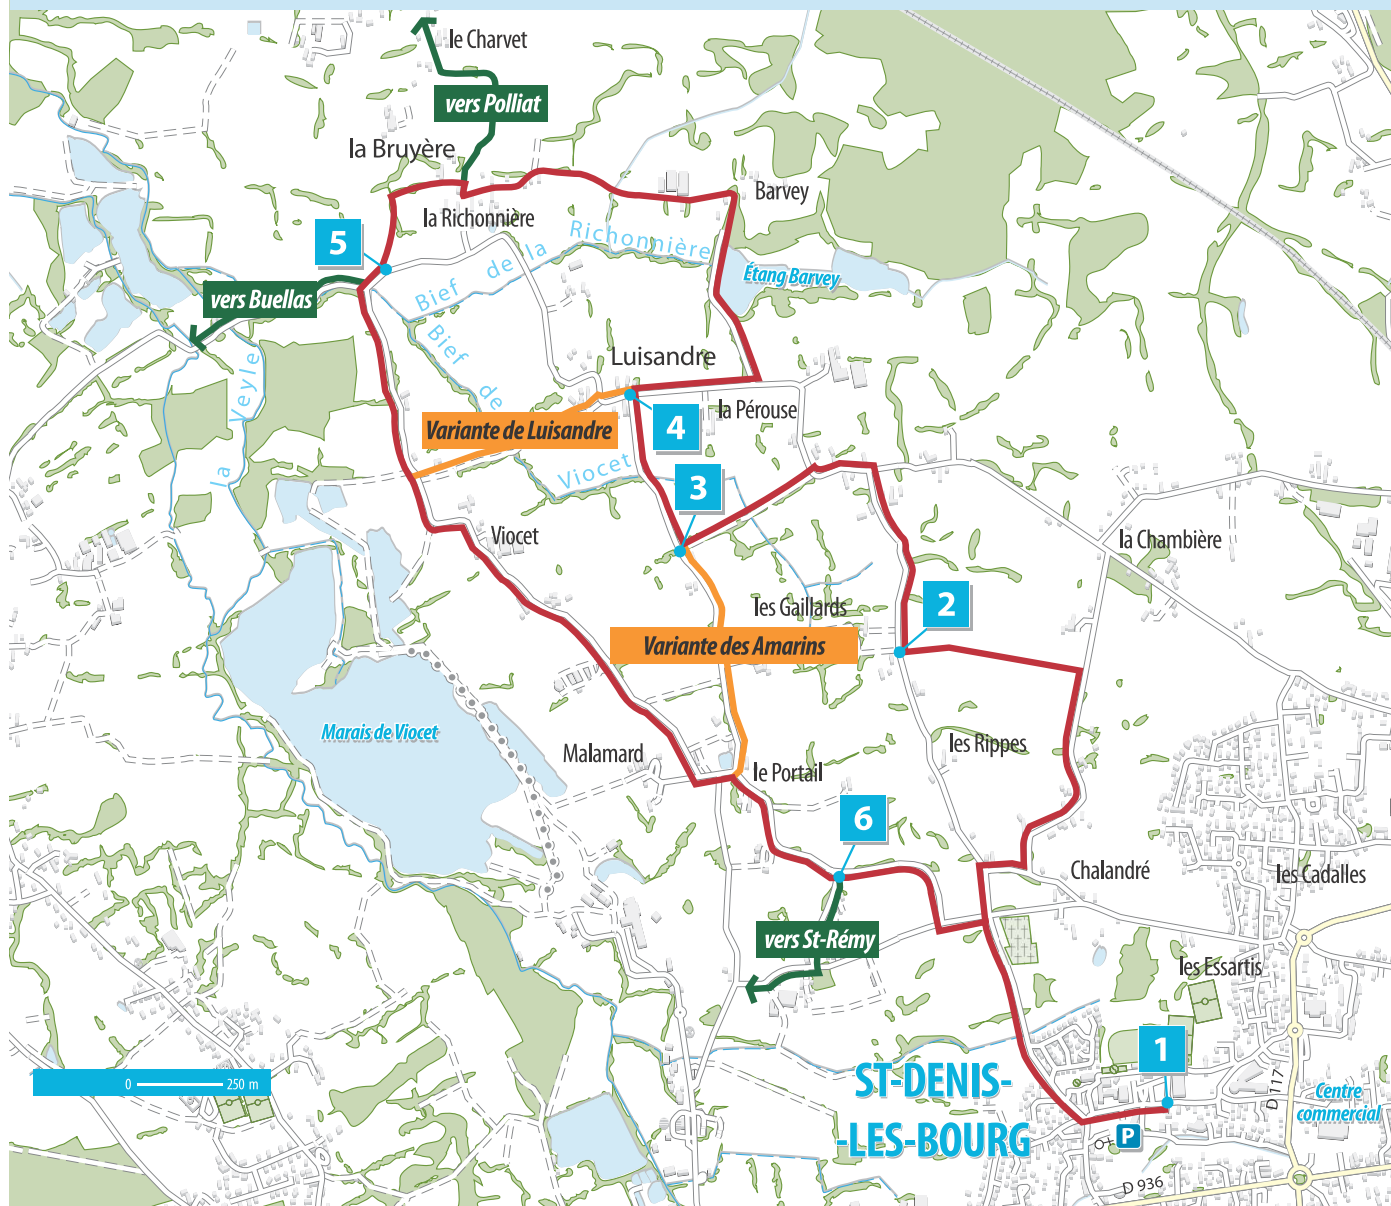 le Charvet
vers Polliat
la Bruyère
Barvey
la Richonnière
5
Bief de la Richonnière
Étang Barvey
vers Buellas
Bief de Viocet
la Veyle
Luisandre
la Pérouse
Variante de Luisandre
4
3
Viocet
la Chambière
les Gaillards
2
Variante des Amarins
Marais de Viocet
Malamard
le Portail
les Rippes
6
Chalandré
les Cadalles
vers St-Rémy
les Essartis
1
ST-DENIS-
-LES-BOURG
0 250 m
D 117
Centre
commercial
P
D 936